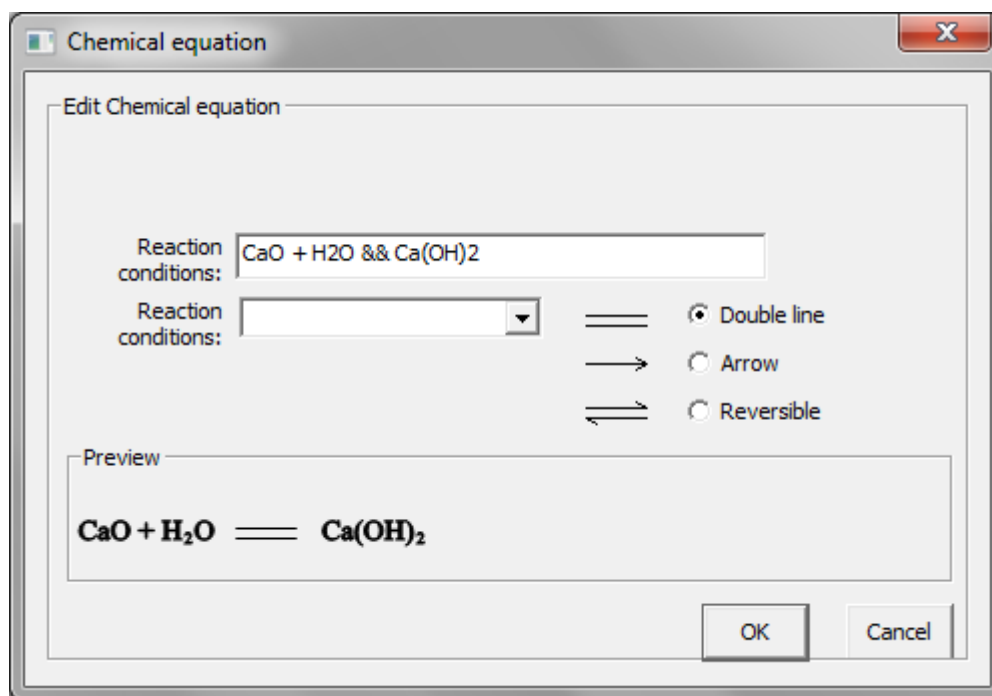 Chemical equation
Edit Chemical equation
Reaction
conditions:
CaO + H2O && Ca(OH)2
Reaction
conditions:
Double line
Arrow
Reversible
Preview
CaO + H₂O ══ Ca(OH)₂
OK
Cancel